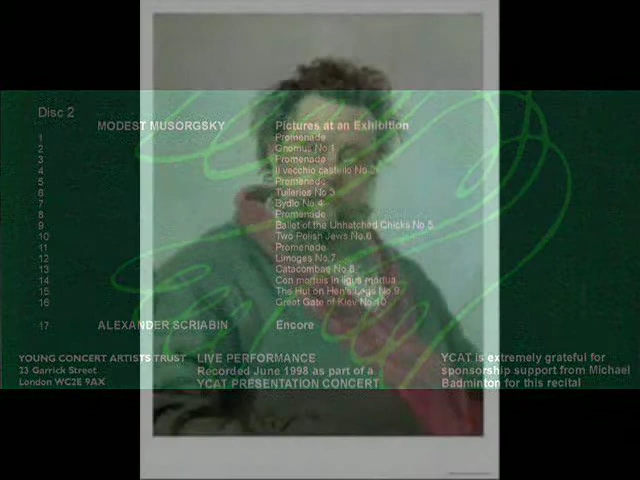 Disc 2
MODEST MUSORGSKY Pictures at an Exhibition
1 Promenade
2 Gnomus No.1
3 Promenade
4 Il vecchio castello No.2
5 Promenade
6 Tuileries No.3
7 Bydlo No.4
8 Promenade
9 Ballet of the Unhatched Chicks No.5
10 Two Polish Jews No.6
11 Promenade
12 Limoges No.7
13 Catacombae No.8
14 Con mortuis in ligua mortua
15 The Hut on Hen's Legs No.9
16 Great Gate of Kiev No.10
17 ALEXANDER SCRIABIN Encore
YOUNG CONCERT ARTISTS TRUST
23 Garrick Street
London WC2E 9AX
LIVE PERFORMANCE
Recorded June 1998 as part of a
YCAT PRESENTATION CONCERT
YCAT is extremely grateful for
sponsorship support from Michael
Badminton for this recital